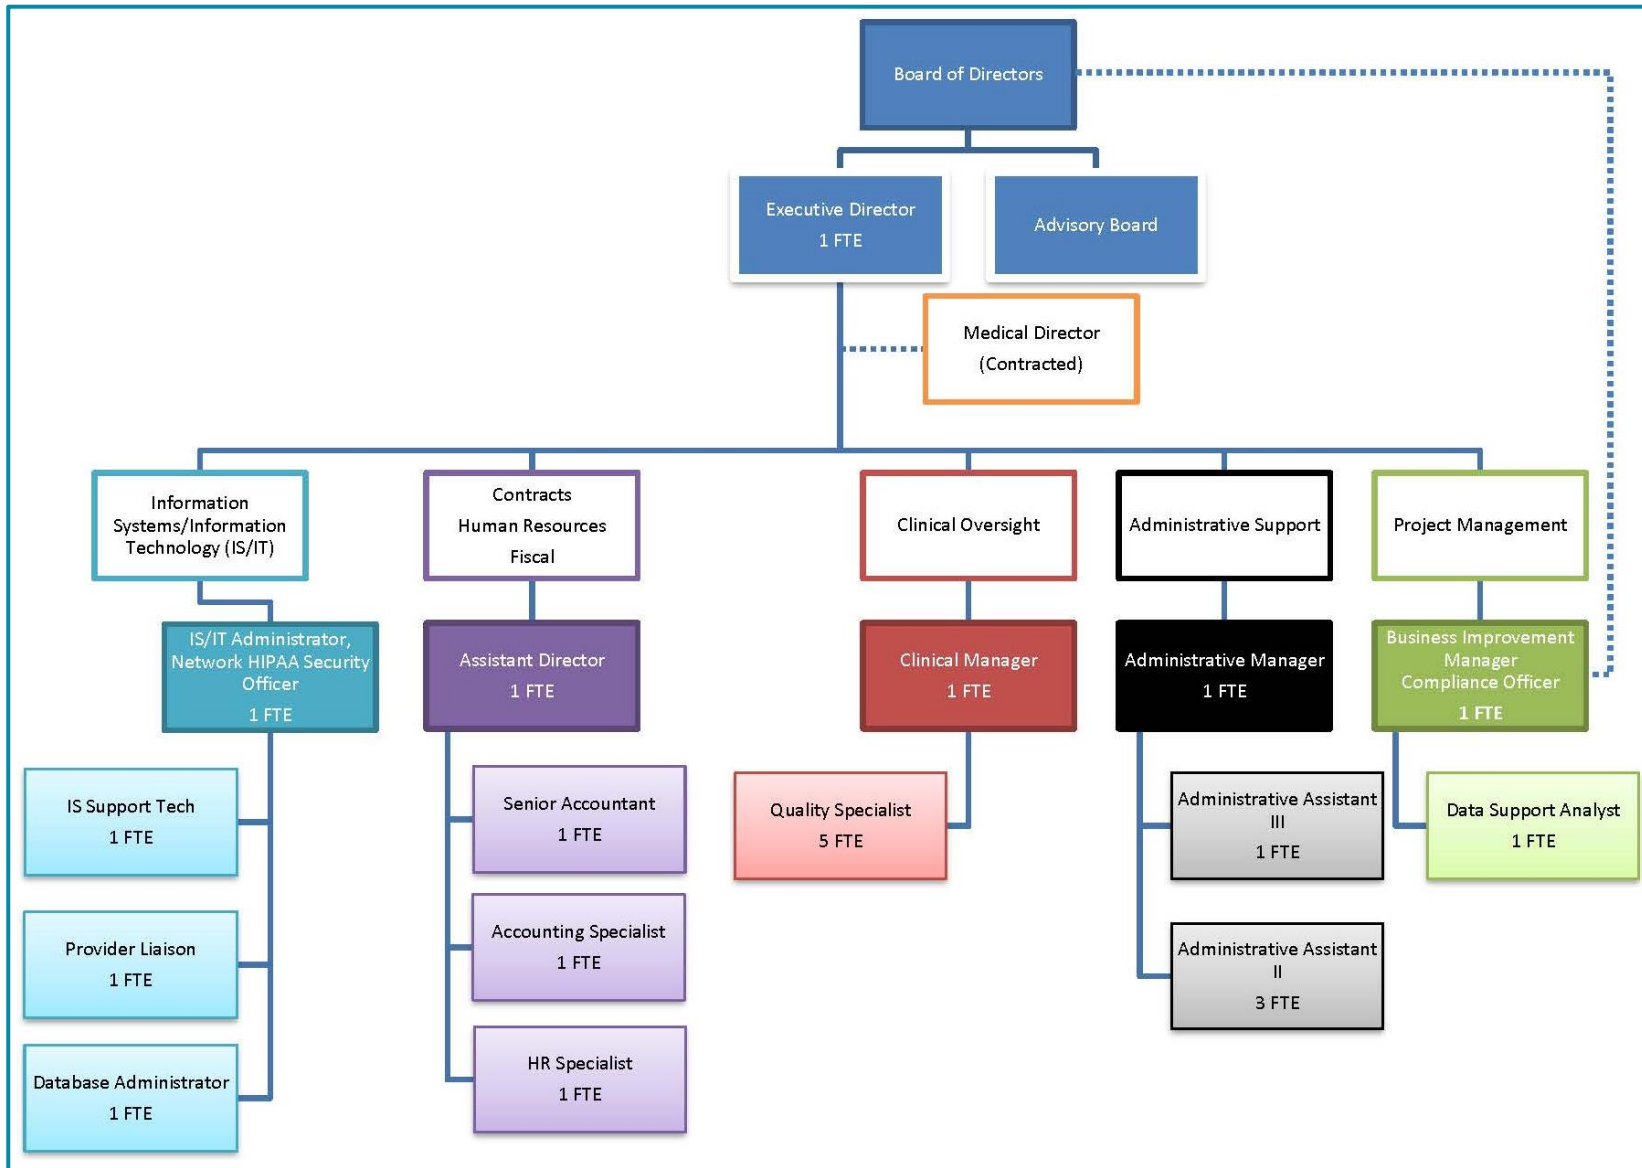 Board of Directors
Executive Director
1 FTE
Advisory Board
Medical Director
(Contracted)
Information
Systems/Information
Technology (IS/IT)
Contracts
Human Resources
Fiscal
Clinical Oversight
Administrative Support
Project Management
IS/IT Administrator,
Network HIPAA Security
Officer
1 FTE
Assistant Director
1 FTE
Clinical Manager
1 FTE
Administrative Manager
1 FTE
Business Improvement
Manager
Compliance Officer
1 FTE
IS Support Tech
1 FTE
Senior Accountant
1 FTE
Quality Specialist
5 FTE
Administrative Assistant
III
1 FTE
Data Support Analyst
1 FTE
Provider Liaison
1 FTE
Accounting Specialist
1 FTE
Administrative Assistant
II
3 FTE
Database Administrator
1 FTE
HR Specialist
1 FTE